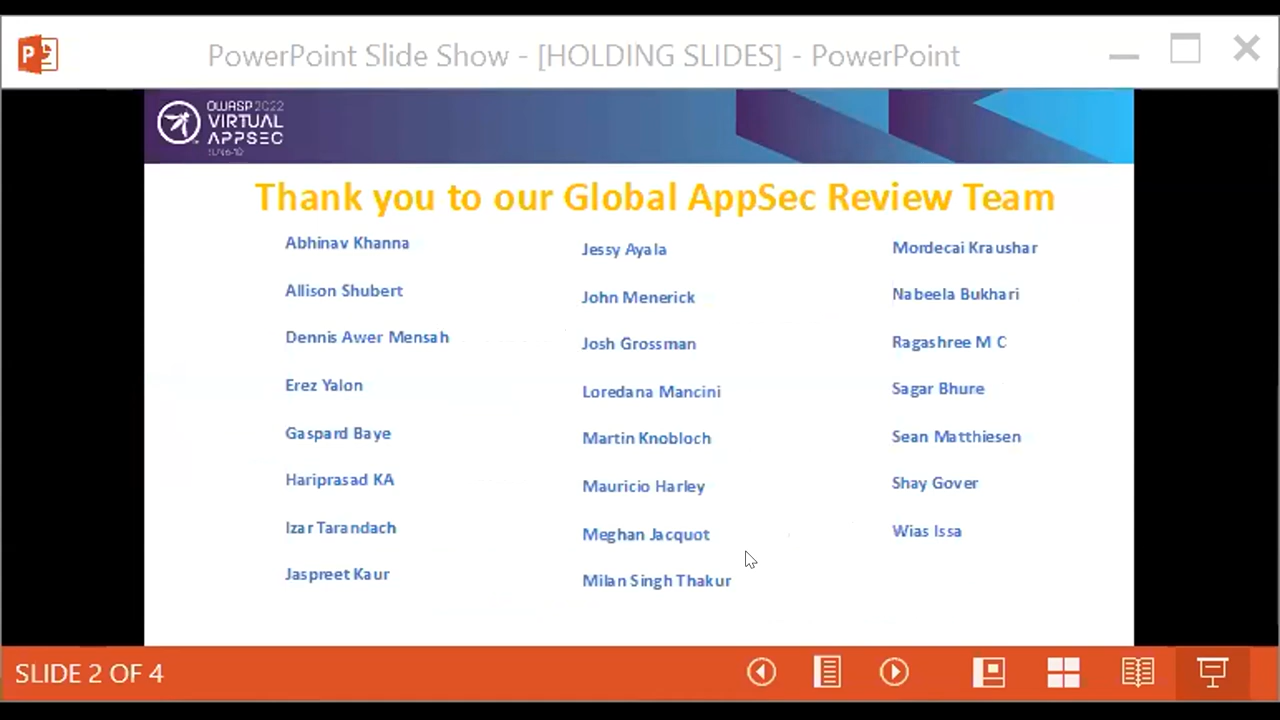 PowerPoint Slide Show - [HOLDING SLIDES] - PowerPoint
OWASP 2022
VIRTUAL
APPSEC
Thank you to our Global AppSec Review Team
Abhinav Khanna
Allison Shubert
Dennis Awer Mensah
Erez Yalon
Gaspard Baye
Hariprasad KA
Izar Tarandach
Jaspreet Kaur
Jessy Ayala
John Menerick
Josh Grossman
Loredana Mancini
Martin Knobloch
Mauricio Harley
Meghan Jacquot
Milan Singh Thakur
Mordecai Kraushar
Nabeela Bukhari
Ragashree M C
Sagar Bhure
Sean Matthiesen
Shay Gover
Wias Issa
SLIDE 2 OF 4